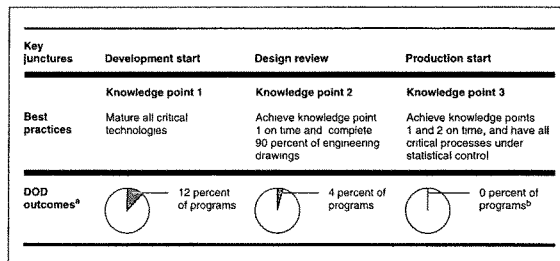 Key junctures
Development start
Design review
Production start
Knowledge point 1
Knowledge point 2
Knowledge point 3
Best practices
Mature all critical
technologies
Achieve knowledge point
1 on time and complete
90 percent of engineering
drawings
Achieve knowledge points
1 and 2 on time, and have all
critical processes under
statistical control
DOD
outcomesᵃ
12 percent
of programs
4 percent of
programs
0 percent of
programsᵇ